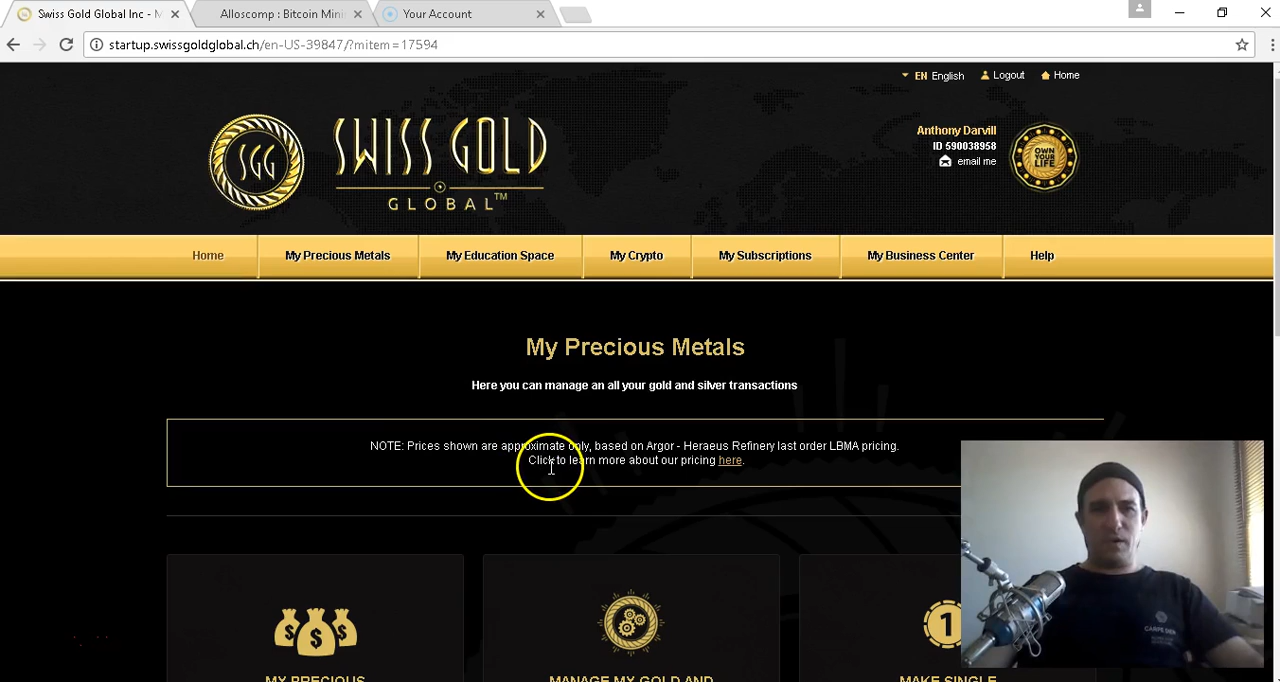 Swiss Gold Global Inc - M
Alloscomp : Bitcoin Mini
Your Account
startup.swissgoldglobal.ch/en-US-39847/?mitem=17594
EN English
Logout
Home
SGG
SWISS GOLD
GLOBAL™
Anthony Darvill
ID 590038958
email me
OWN
YOUR
LIFE
Home
My Precious Metals
My Education Space
My Crypto
My Subscriptions
My Business Center
Help
My Precious Metals
Here you can manage an all your gold and silver transactions
NOTE: Prices shown are approximate only, based on Argor - Heraeus Refinery last order LBMA pricing.
Click to learn more about our pricing here.
$ $ $
1
MY PRECIOUS
MANAGE MY GOLD AND
MAKE SINGLE
CARPE DIEM